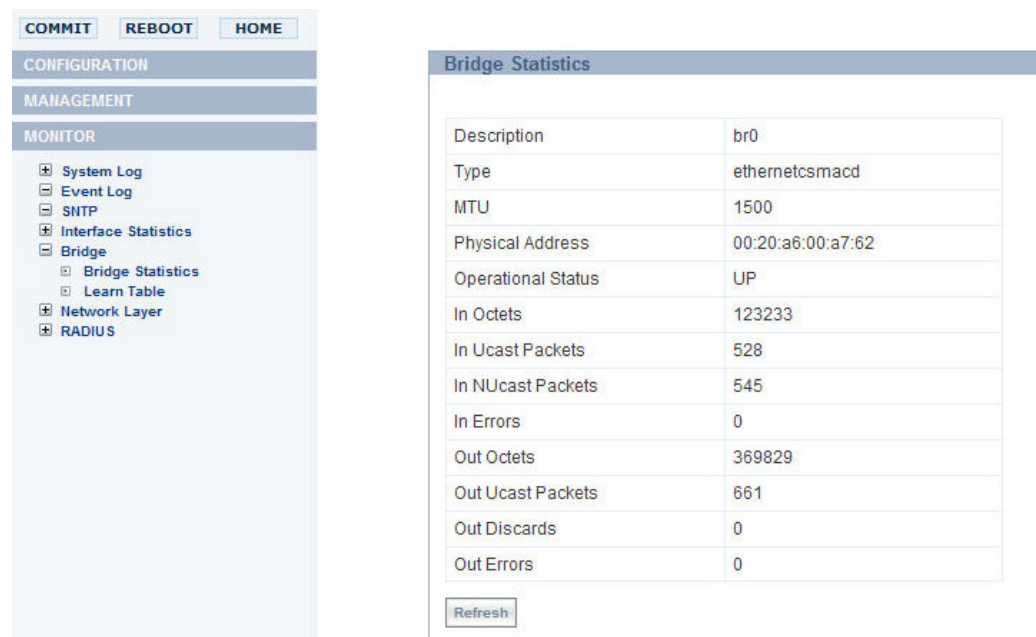 COMMIT REBOOT HOME
CONFIGURATION
MANAGEMENT
MONITOR
System Log
Event Log
SNTP
Interface Statistics
Bridge
Bridge Statistics
Learn Table
Network Layer
RADIUS
Bridge Statistics
Description br0
Type ethernetcsmacd
MTU 1500
Physical Address 00:20:a6:00:a7:62
Operational Status UP
In Octets 123233
In Ucast Packets 528
In NUcast Packets 545
In Errors 0
Out Octets 369829
Out Ucast Packets 661
Out Discards 0
Out Errors 0
Refresh